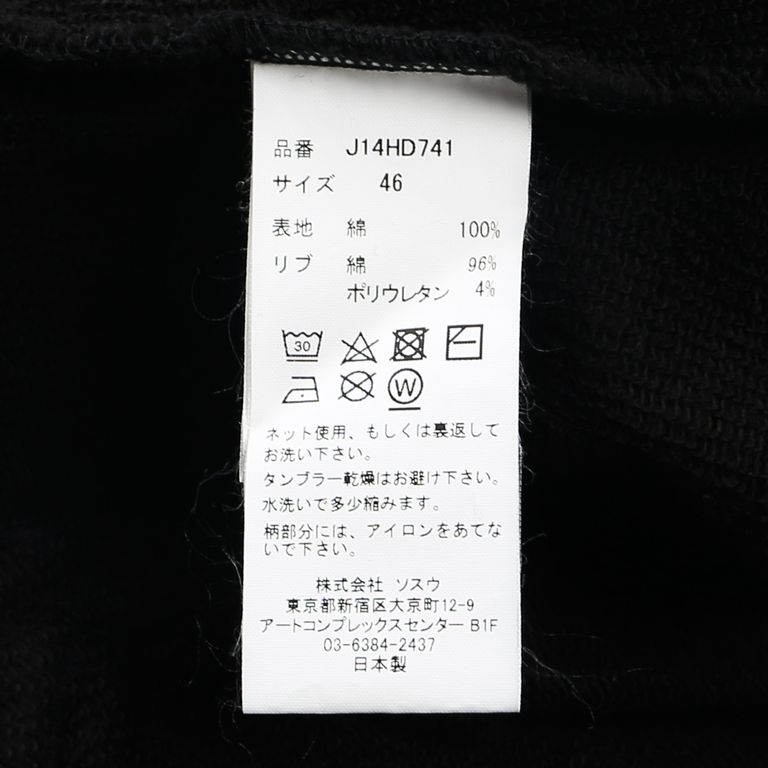 品番 J14HD741
サイズ 46
表地 綿 100%
リブ 綿 96%
ポリウレタン 4%
30
W
ネット使用、もしくは裏返して
お洗い下さい。
タンブラー乾燥はお避け下さい。
水洗いで多少縮みます。
柄部分には、アイロンをあてな
いで下さい。
株式会社 ソスウ
東京都新宿区大京町12-9
アートコンプレックスセンター B1F
03-6384-2437
日本製